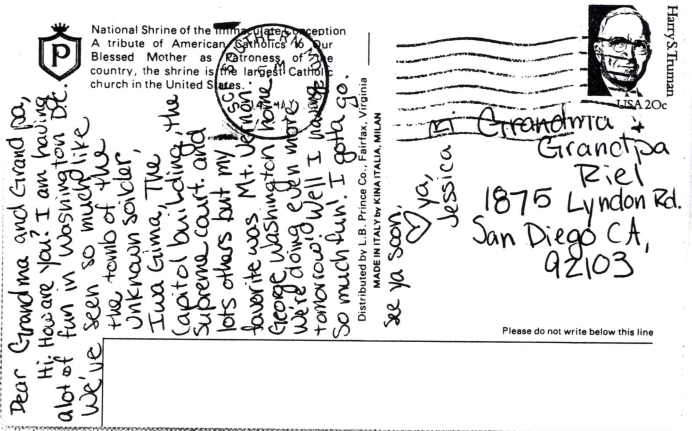 P
National Shrine of the Immaculate Conception
A tribute of American Catholics to Our
Blessed Mother as Patroness of the
country, the shrine is the largest Catholic
church in the United States.
SOUTHERN
MAY
Distributed by L.B. Prince Co., Fairfax, Virginia
MADE IN ITALY by KINA ITALIA, MILAN
Harry S. Truman
USA 20c
Dear Grandma and Grandpa,
Hi, How are you? I am having
alot of fun in Washington D.C.
We've seen so much like
the tomb of the
unknown soilder,
Iwa Gima, The
Capitol building, the
supreme court, and
lots others but my
favorite was Mt. Vernon
George Washington home.
We're doing even more
tomorrow! Well I having
so much fun! I gotta go.
See ya soon,
♡ ya,
Jessica
Grandma +
Grandpa
Riel
1875 Lyndon Rd.
San Diego CA,
92103
Please do not write below this line